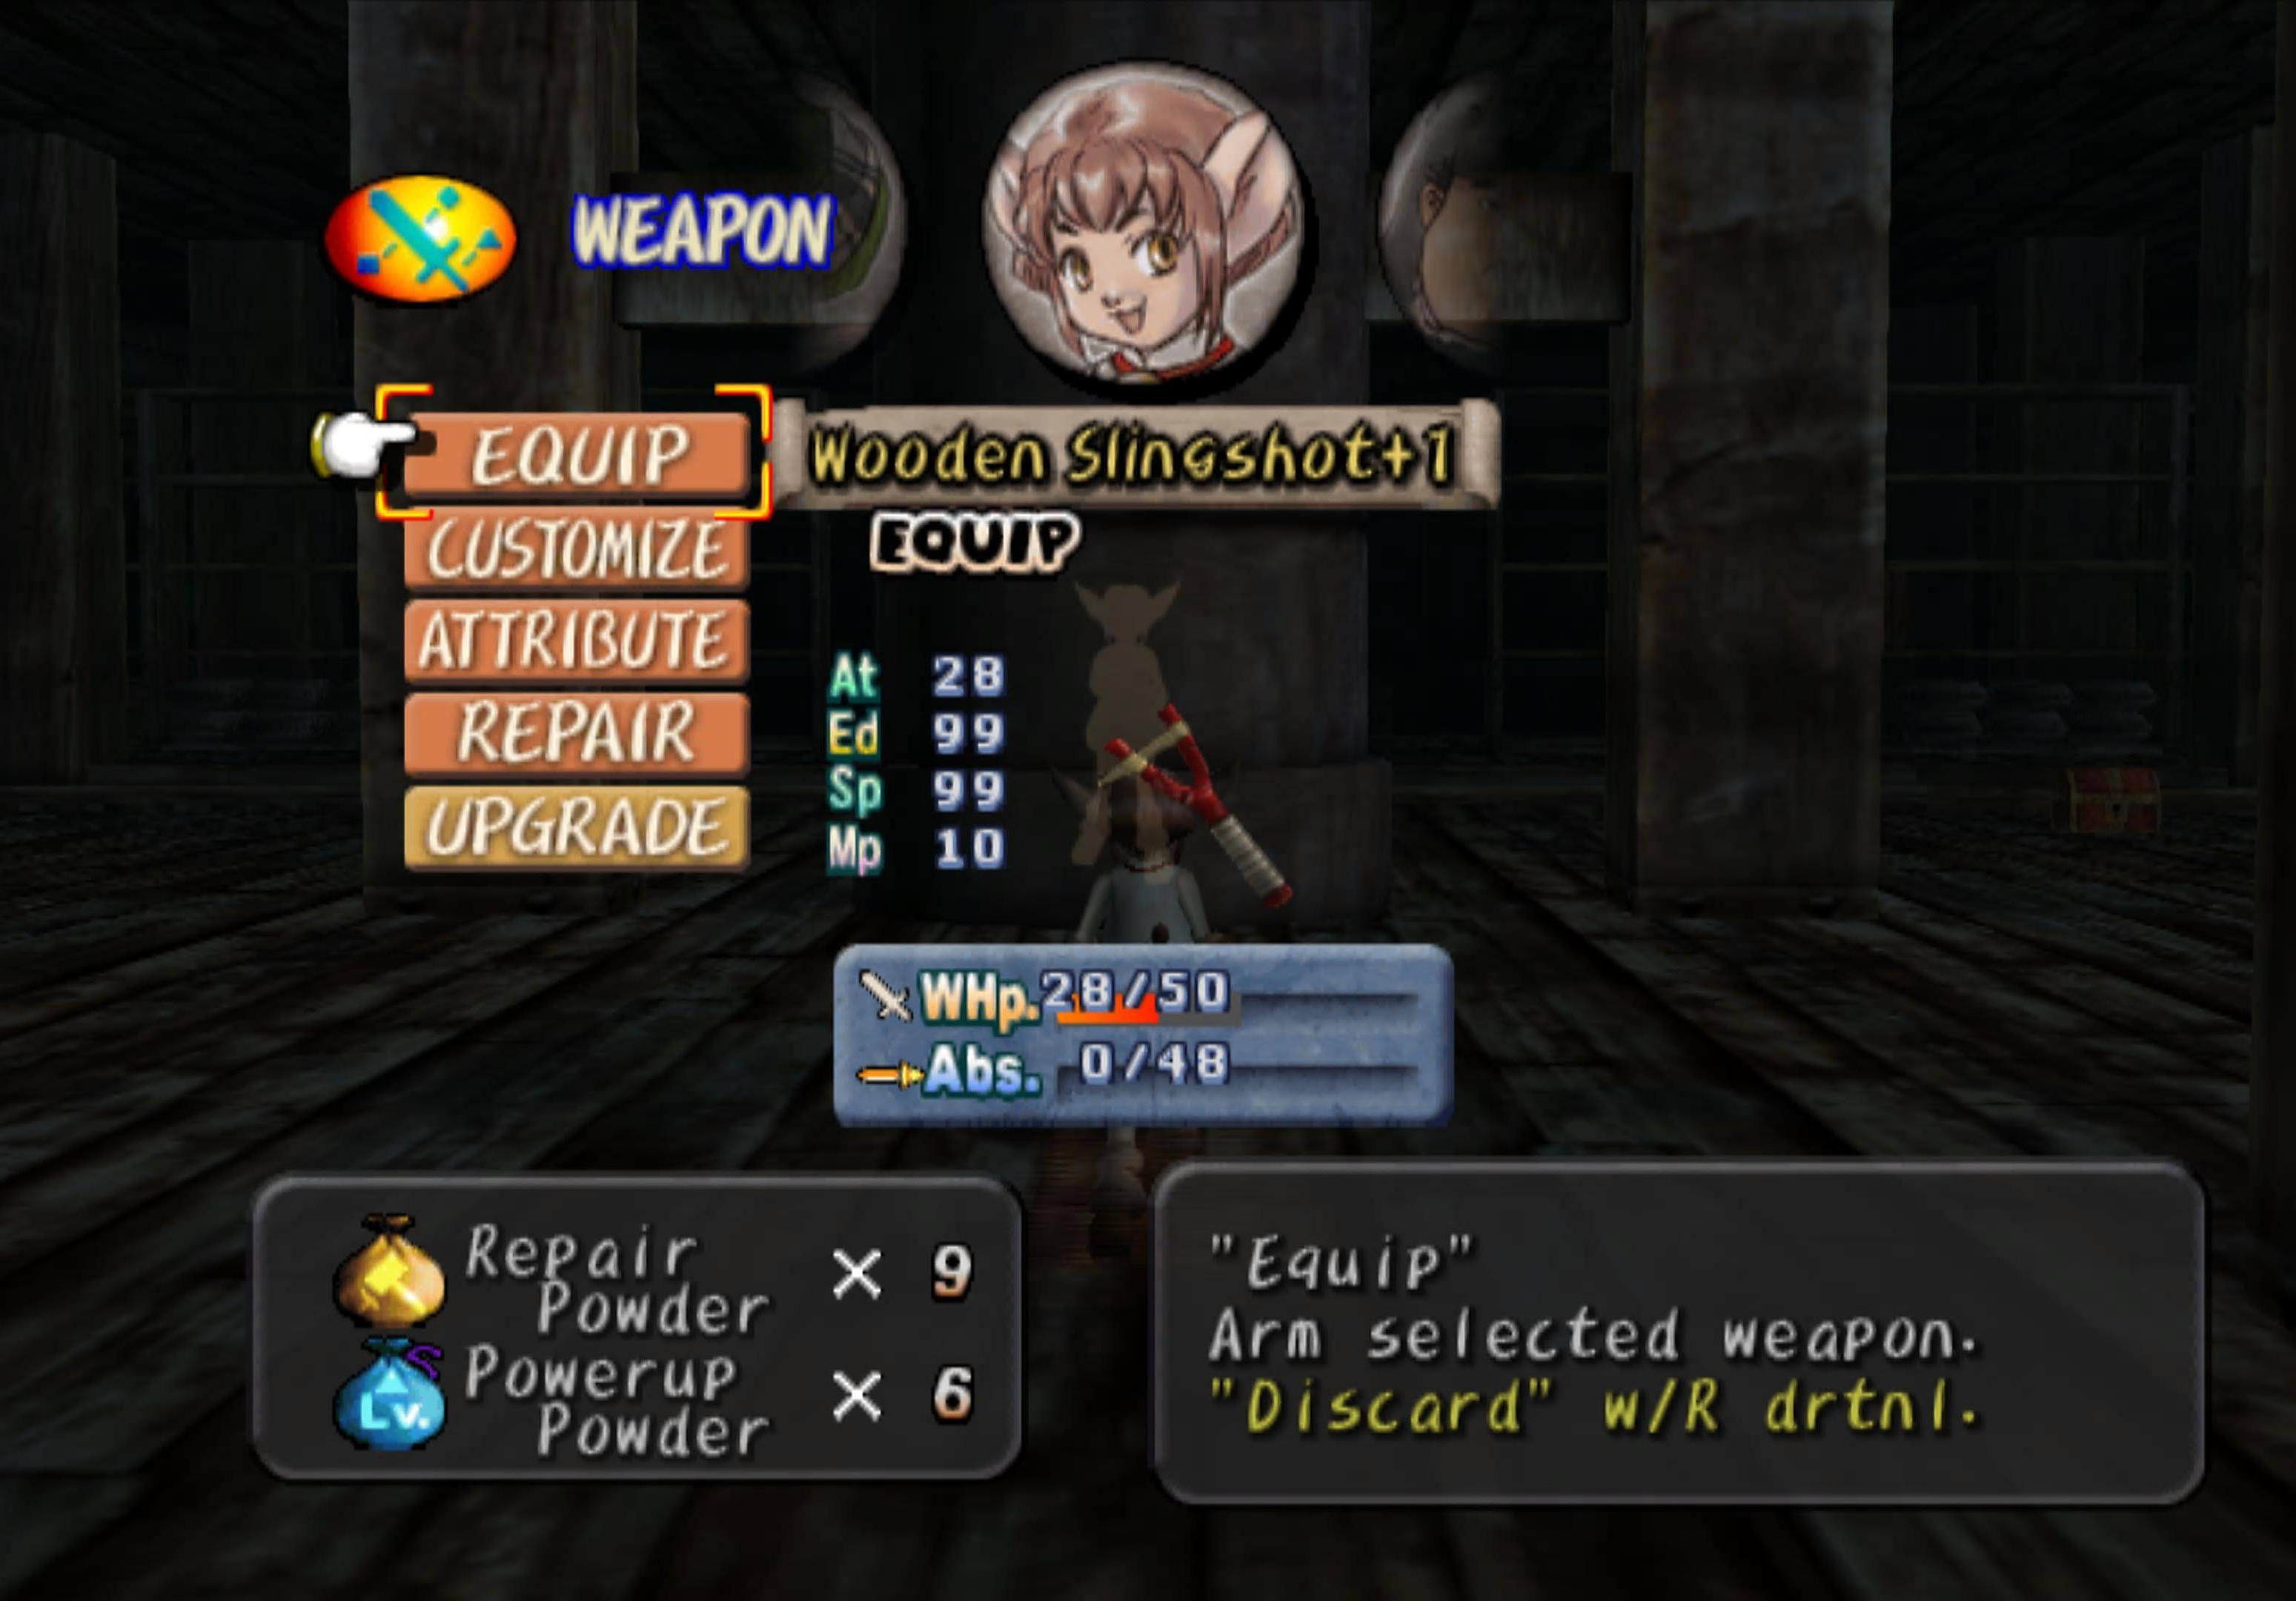 WEAPON
EQUIP
Wooden Slingshot+1
CUSTOMIZE
EQUIP
ATTRIBUTE
REPAIR
UPGRADE
At 28
Ed 99
Sp 99
Mp 10
WHp. 28/50
Abs. 0/48
Repair
Powder × 9
Lv.
Powerup
Powder × 6
"Equip"
Arm selected weapon.
"Discard" w/R drtnl.